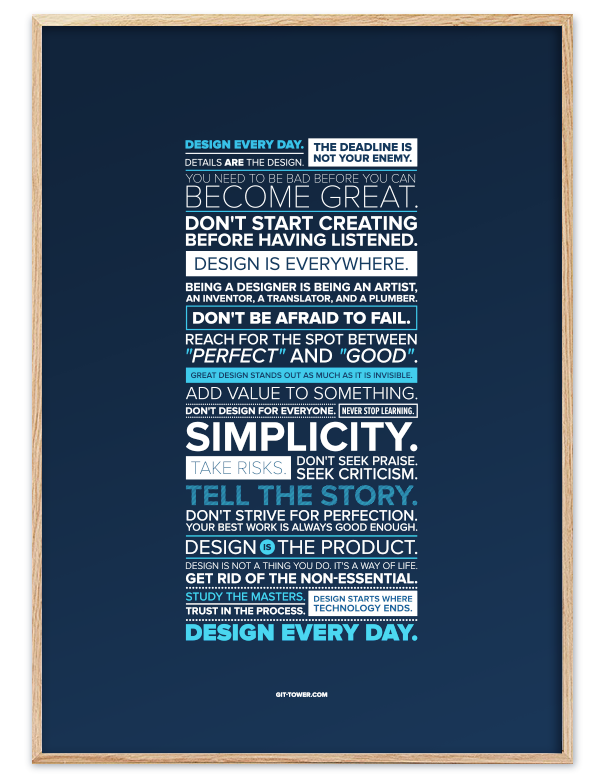 DESIGN EVERY DAY.
THE DEADLINE IS
NOT YOUR ENEMY.
DETAILS ARE THE DESIGN.
YOU NEED TO BE BAD BEFORE YOU CAN
BECOME GREAT.
DON'T START CREATING
BEFORE HAVING LISTENED.
DESIGN IS EVERYWHERE.
BEING A DESIGNER IS BEING AN ARTIST,
AN INVENTOR, A TRANSLATOR, AND A PLUMBER.
DON'T BE AFRAID TO FAIL.
REACH FOR THE SPOT BETWEEN
"PERFECT" AND "GOOD".
GREAT DESIGN STANDS OUT AS MUCH AS IT IS INVISIBLE.
ADD VALUE TO SOMETHING.
DON'T DESIGN FOR EVERYONE.
NEVER STOP LEARNING.
SIMPLICITY.
TAKE RISKS.
DON'T SEEK PRAISE.
SEEK CRITICISM.
TELL THE STORY.
DON'T STRIVE FOR PERFECTION,
YOUR BEST WORK IS ALWAYS GOOD ENOUGH.
DESIGN IS THE PRODUCT.
DESIGN IS NOT A THING YOU DO. IT'S A WAY OF LIFE.
GET RID OF THE NON-ESSENTIAL.
STUDY THE MASTERS.
TRUST IN THE PROCESS.
DESIGN STARTS WHERE
TECHNOLOGY ENDS.
DESIGN EVERY DAY.
GIT-TOWER.COM